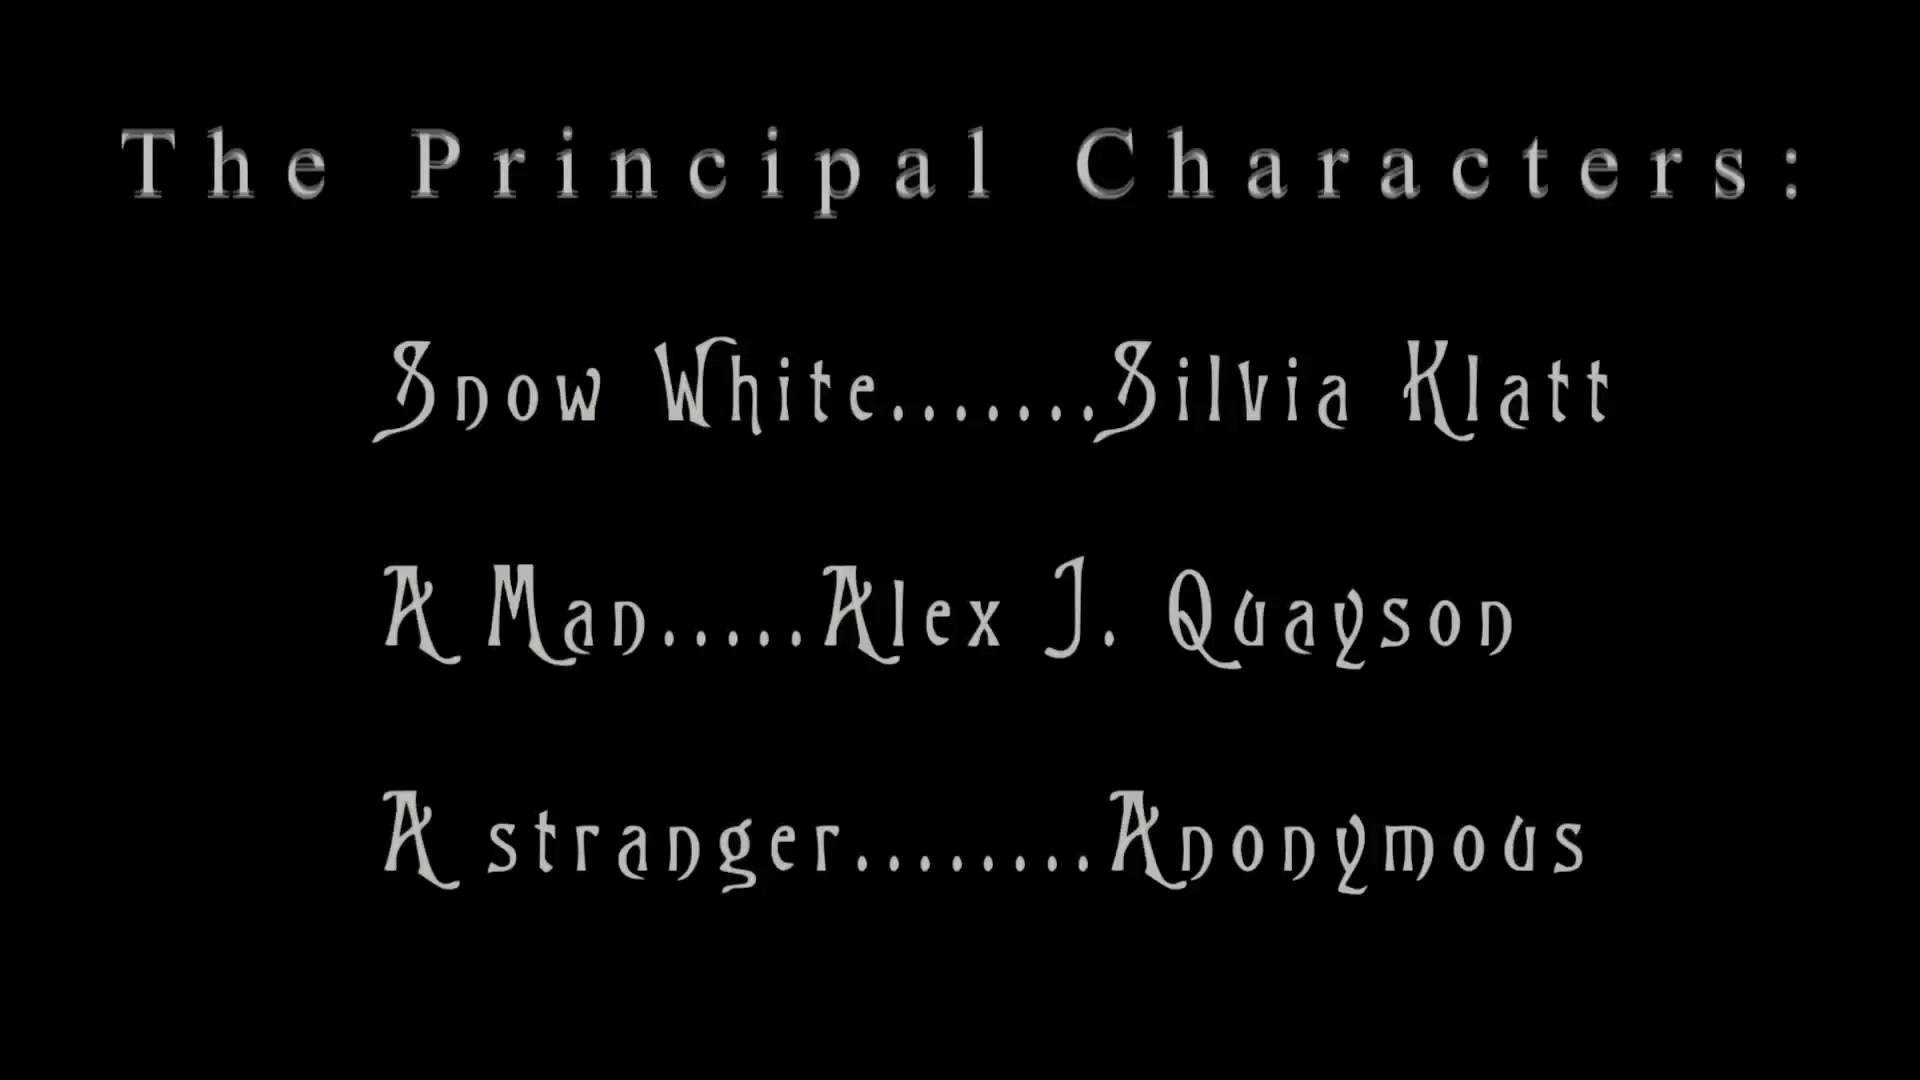 The Principal Characters:
Snow White.......Silvia Klatt
A Man.....Alex J. Quayson
A stranger........Anonymous